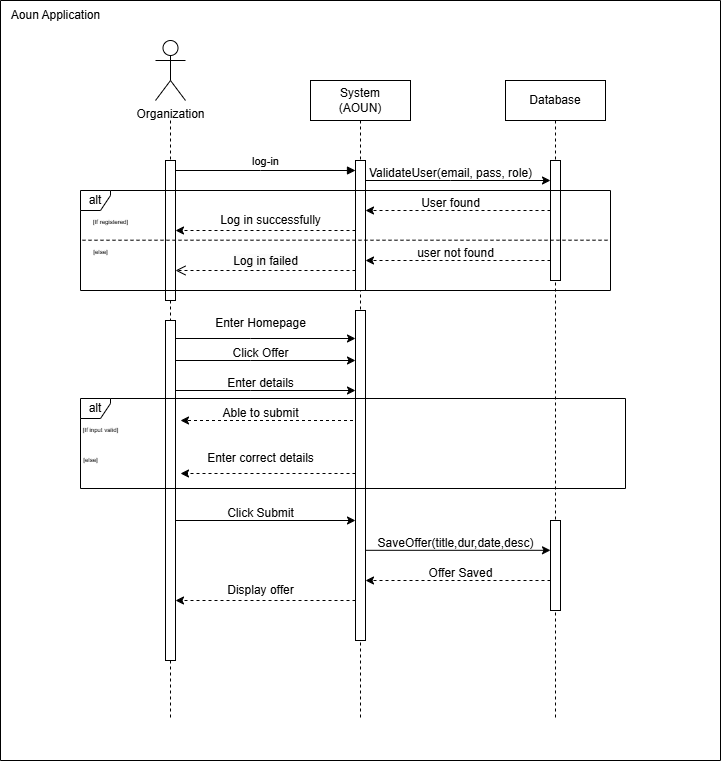 Aoun Application
Organization
System
(AOUN)
Database
log-in
ValidateUser(email, pass, role)
alt
User found
[If registered]
Log in successfully
[else]
user not found
Log in failed
Enter Homepage
Click Offer
Enter details
alt
Able to submit
[If input valid]
Enter correct details
[else]
Click Submit
SaveOffer(title,dur,date,desc)
Offer Saved
Display offer